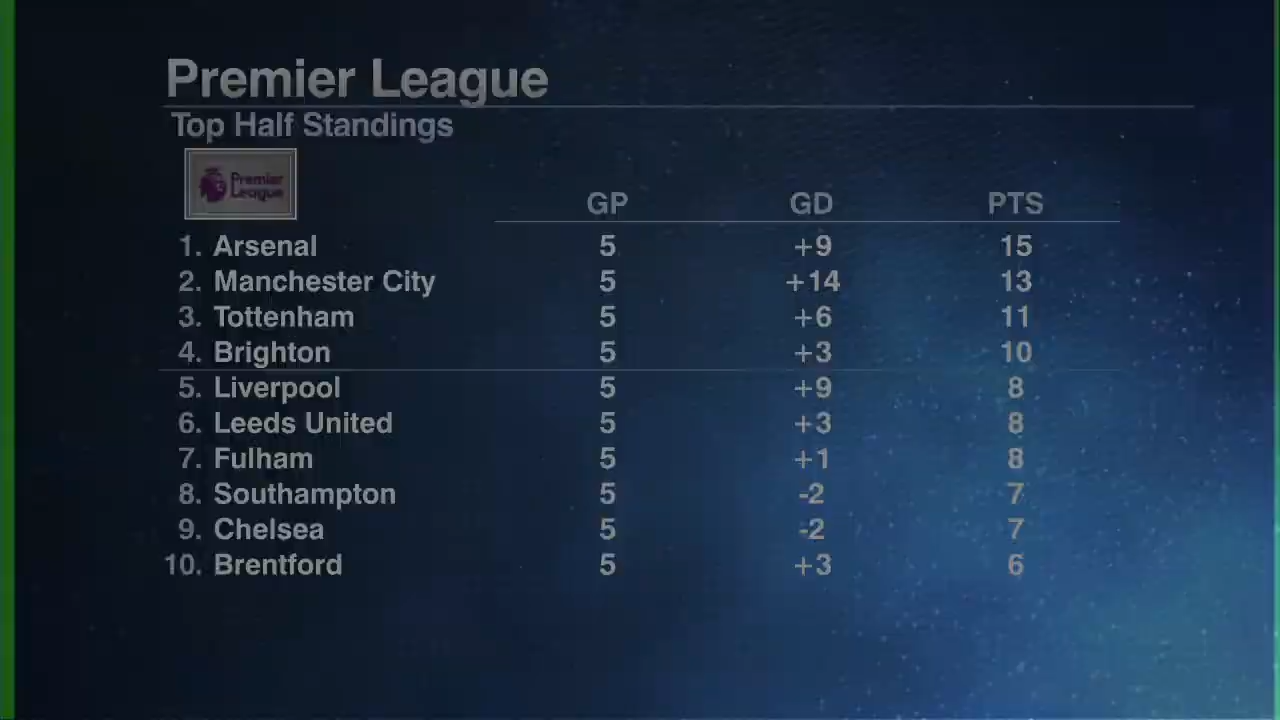 Premier League
Top Half Standings
Premier
League
GP GD PTS
1. Arsenal 5 +9 15
2. Manchester City 5 +14 13
3. Tottenham 5 +6 11
4. Brighton 5 +3 10
5. Liverpool 5 +9 8
6. Leeds United 5 +3 8
7. Fulham 5 +1 8
8. Southampton 5 -2 7
9. Chelsea 5 -2 7
10. Brentford 5 +3 6